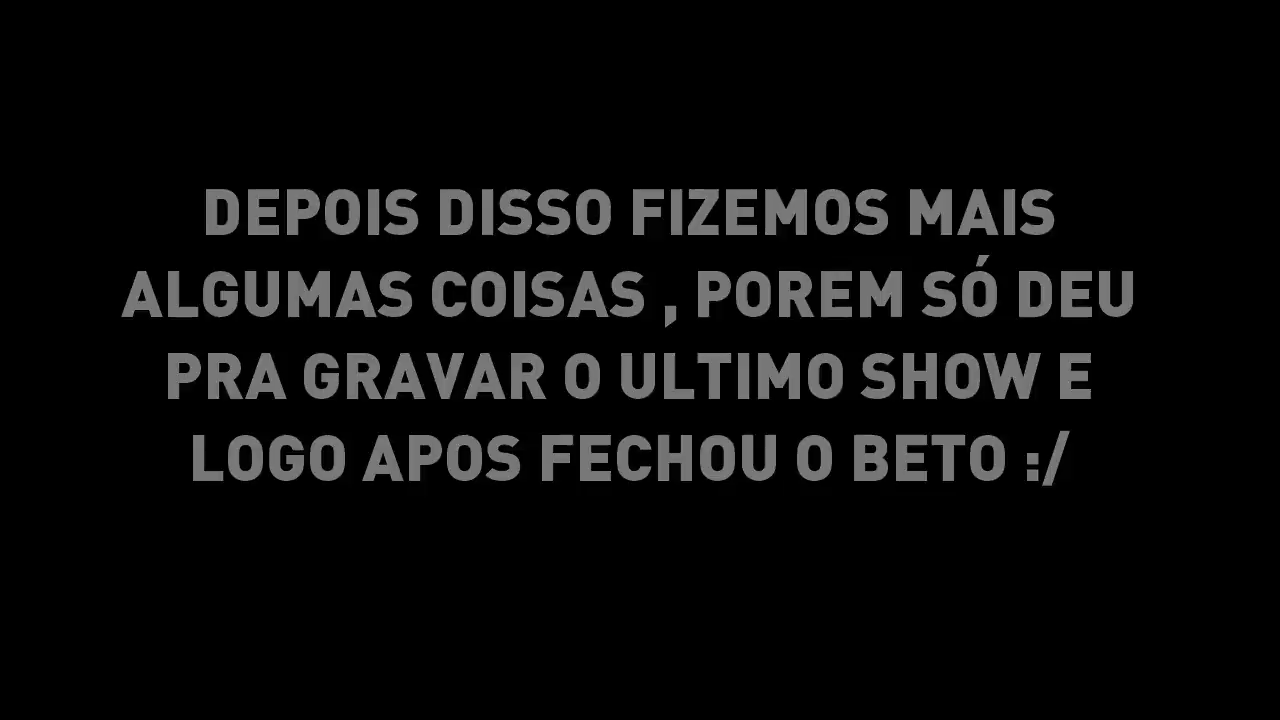 DEPOIS DISSO FIZEMOS MAIS
ALGUMAS COISAS , POREM SÓ DEU
PRA GRAVAR O ULTIMO SHOW E
LOGO APOS FECHOU O BETO :/